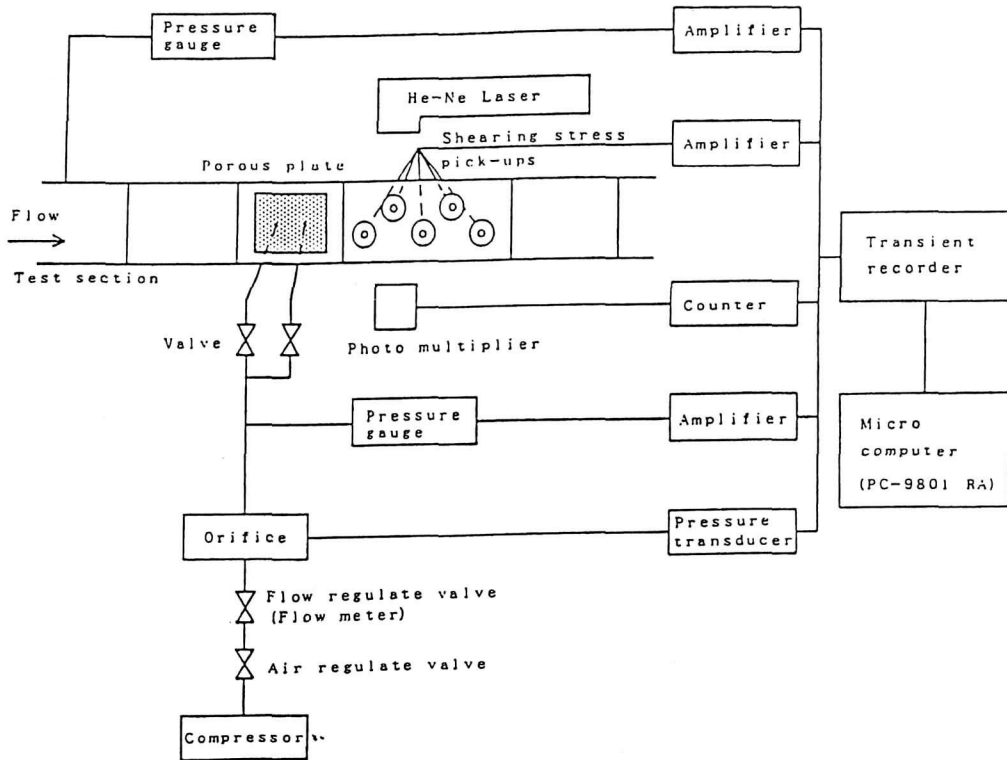 Pressure
gauge
Amplifier
He-Ne Laser
Shearing stress
pick-ups
Amplifier
Porous plate
Flow
Test section
Transient
recorder
Counter
Valve
Photo multiplier
Pressure
gauge
Amplifier
Micro
computer
(PC-9801 RA)
Orifice
Pressure
transducer
Flow regulate valve
(Flow meter)
Air regulate valve
Compressor